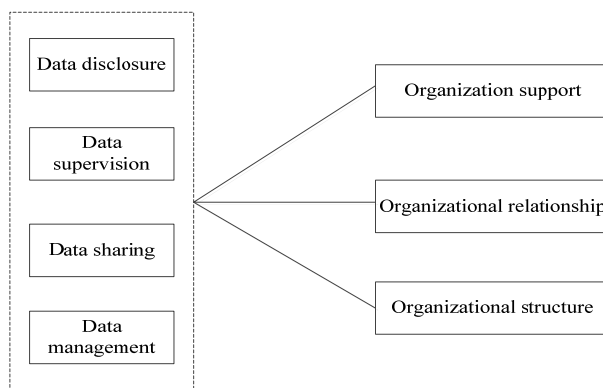 Data disclosure
Data
supervision
Data sharing
Data
management
Organization support
Organizational relationship
Organizational structure